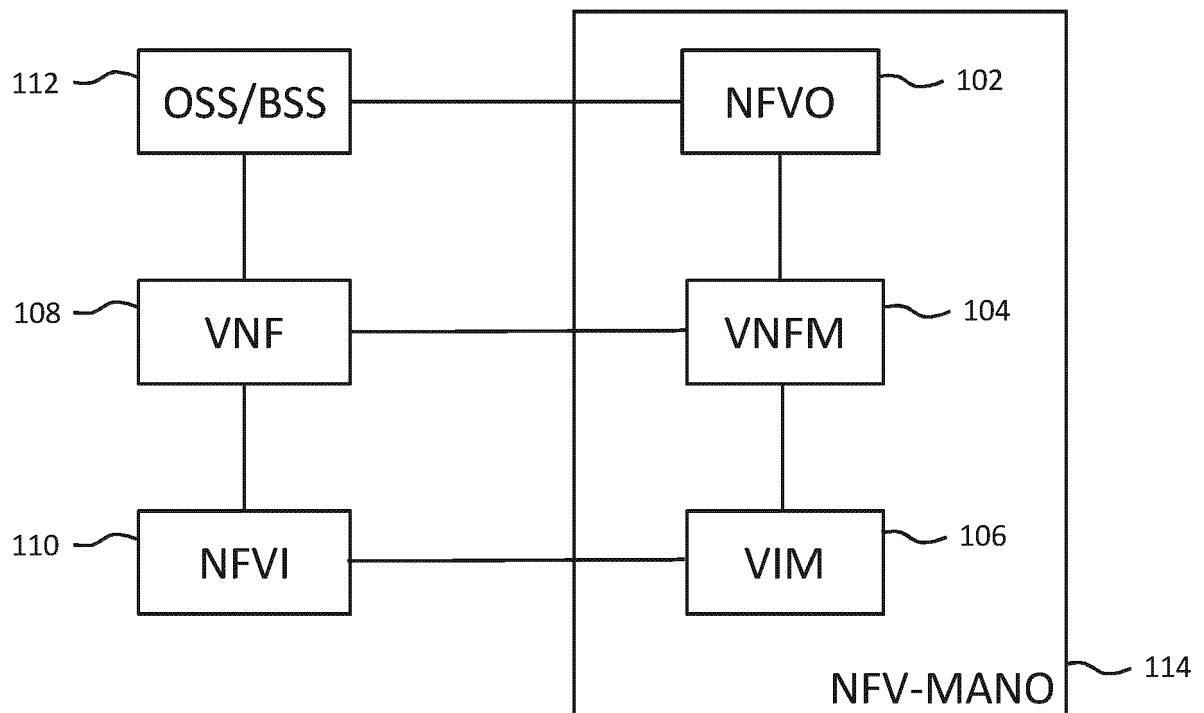 112 OSS/BSS NFVO 102
108 VNF VNFM 104
110 NFVI VIM 106
NFV-MANO 114